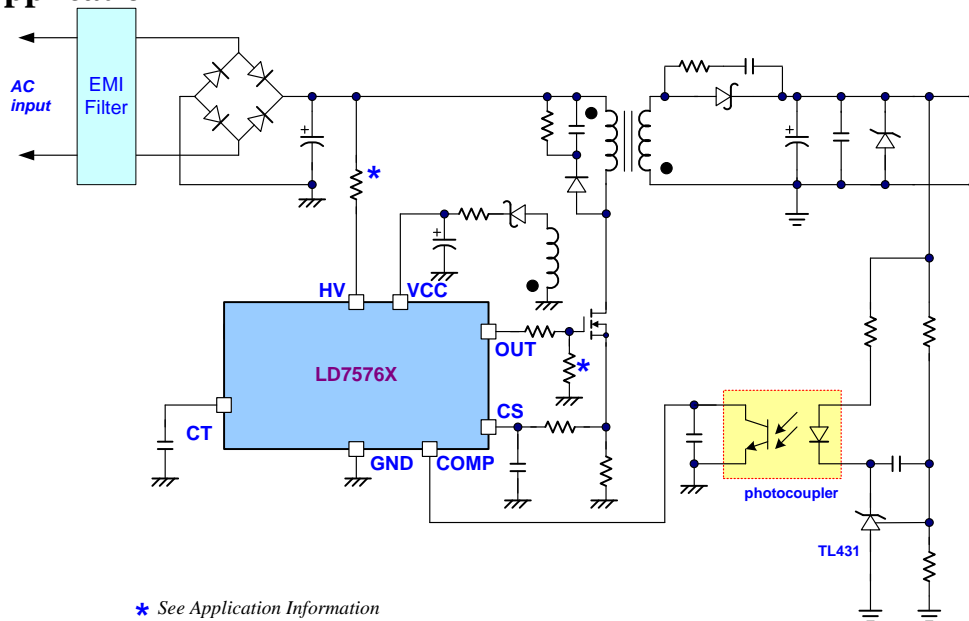 AC
input
EMI
Filter
*
HV
VCC
OUT
*
LD7576X
CS
CT
GND
COMP
photocoupler
TL431
* See Application Information